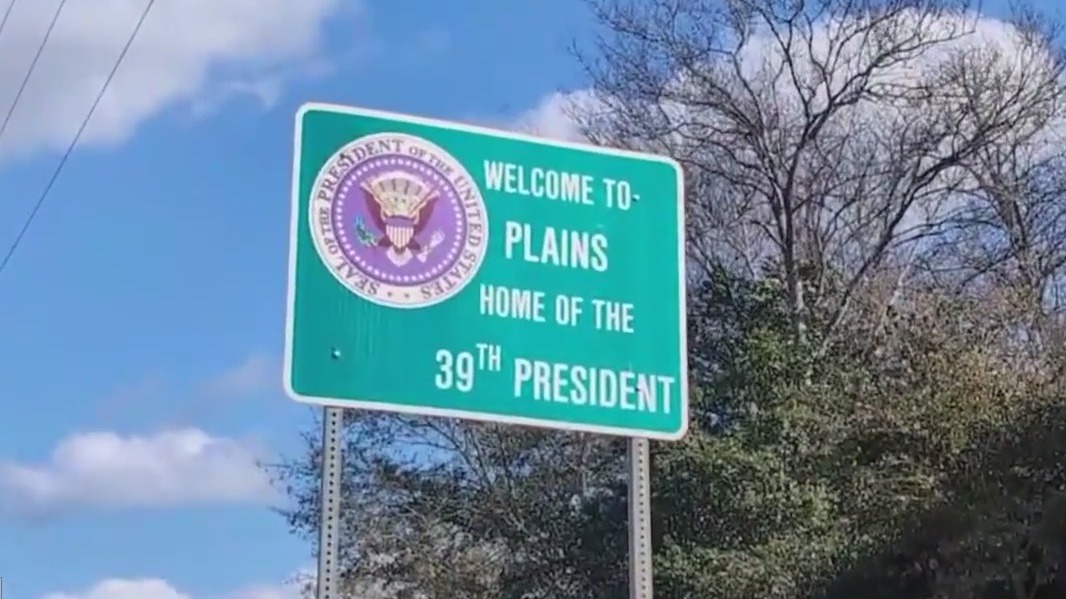 SEAL OF THE PRESIDENT OF THE UNITED STATES
WELCOME TO
PLAINS
HOME OF THE
39TH PRESIDENT